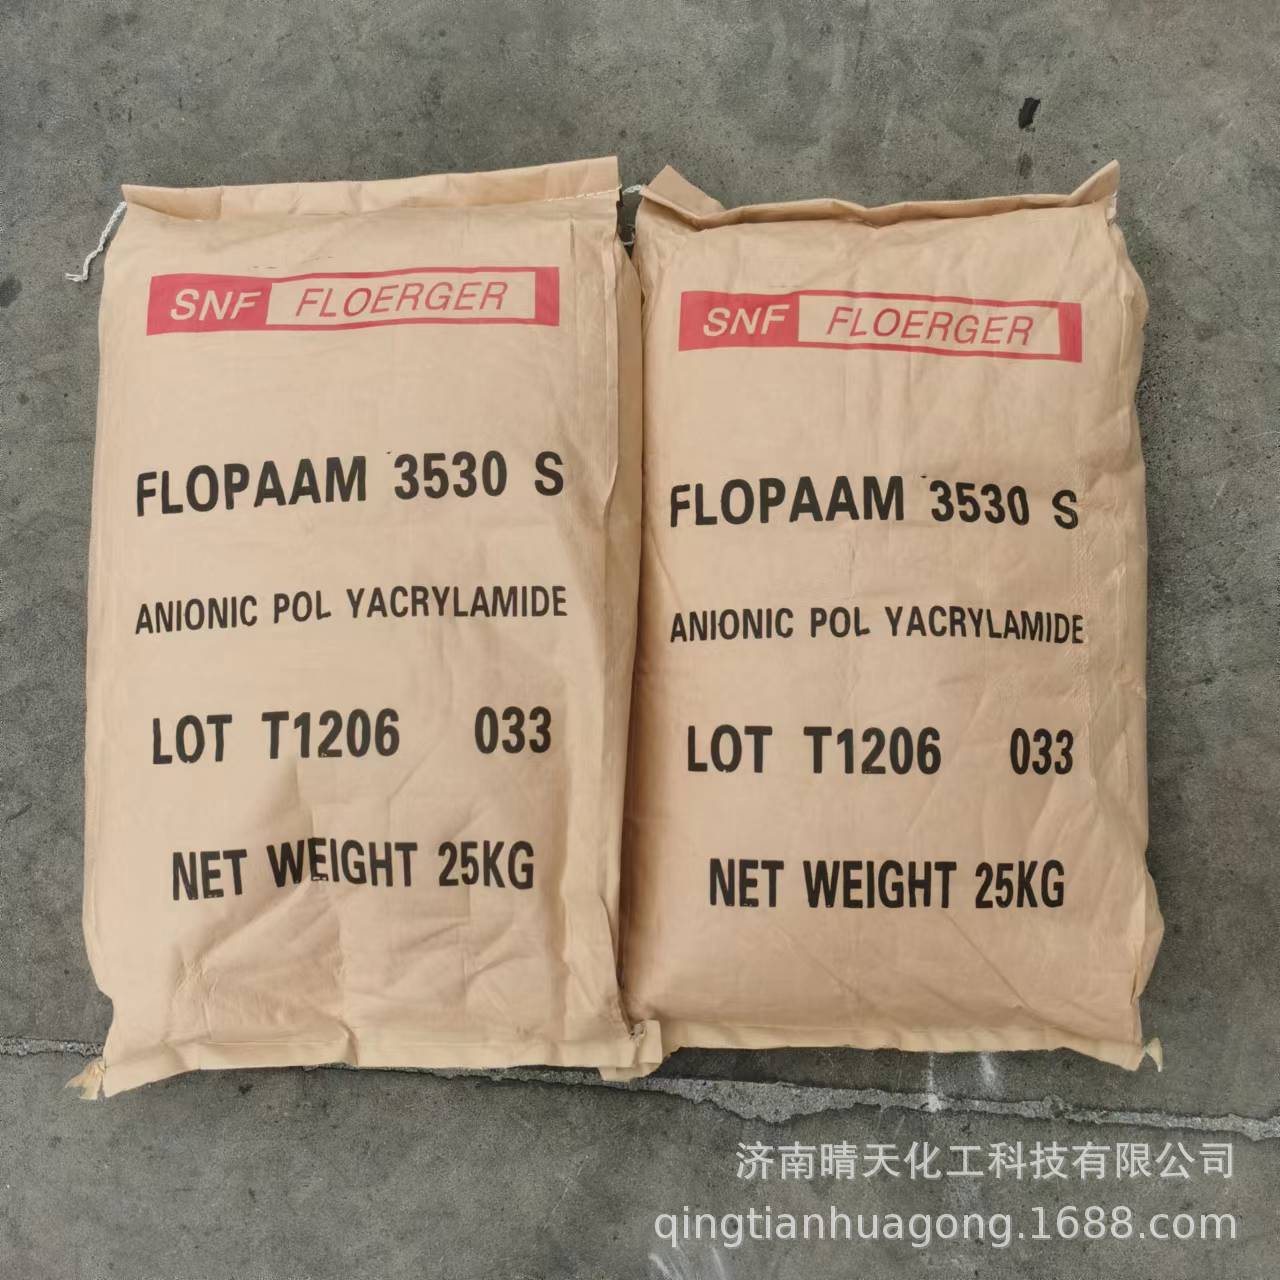 SNF FLOERGER
FLOPAAM 3530 S
ANIONIC POL YACRYLAMIDE
LOT T1206 033
NET WEIGHT 25KG
SNF FLOERGER
FLOPAAM 3530 S
ANIONIC POL YACRYLAMIDE
LOT T1206 033
NET WEIGHT 25KG
济南晴天化工科技有限公司
qingtianhuagong.1688.com